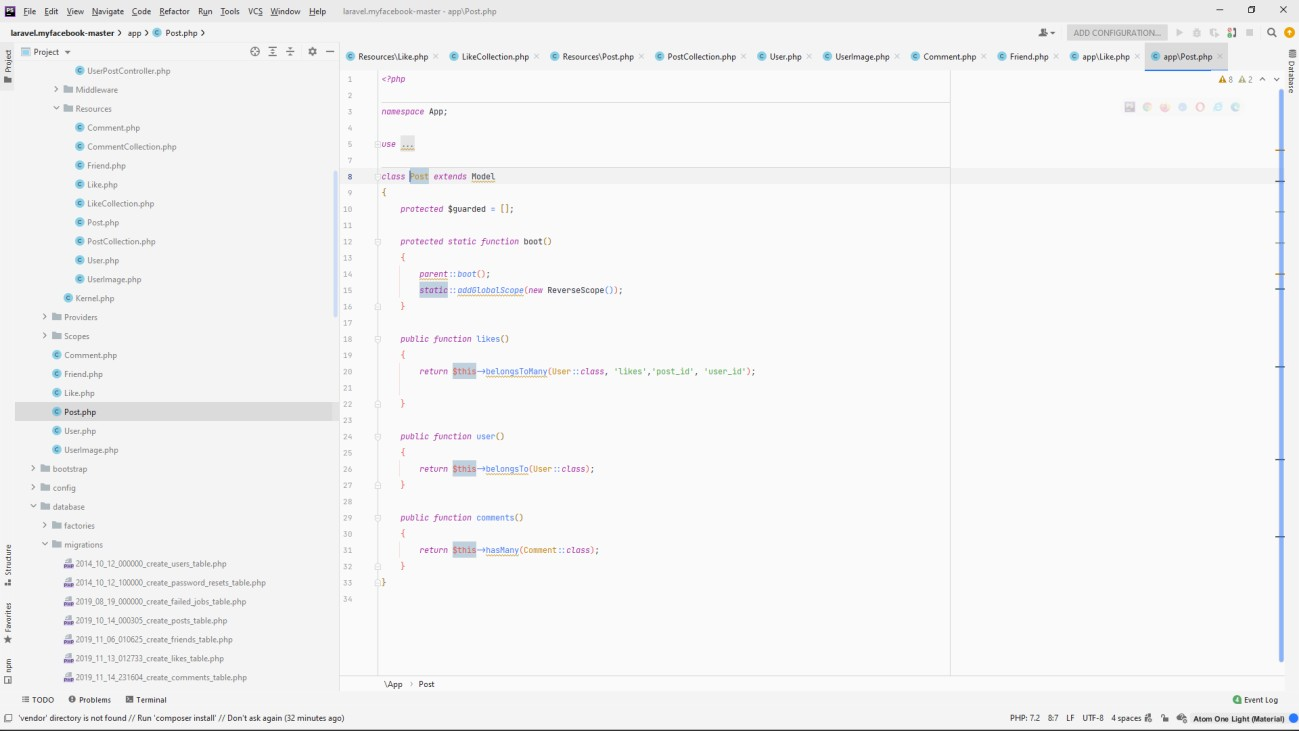 File Edit View Navigate Code Refactor Run Tools VCS Window Help laravel.myfacebook-master - app\Post.php
laravel.myfacebook-master app Post.php ADD CONFIGURATION...
Project
Resources\Like.php LikeCollection.php Resources\Post.php PostCollection.php User.php UserImage.php Comment.php Friend.php app\Like.php app\Post.php
Project
Structure
Favorites
npm
Database
UserPostController.php
Middleware
Resources
Comment.php
CommentCollection.php
Friend.php
Like.php
LikeCollection.php
Post.php
PostCollection.php
User.php
UserImage.php
Kernel.php
Providers
Scopes
Comment.php
Friend.php
Like.php
Post.php
User.php
UserImage.php
bootstrap
config
database
factories
migrations
2014_10_12_000000_create_users_table.php
2014_10_12_100000_create_password_resets_table.php
2019_08_19_000000_create_failed_jobs_table.php
2019_10_14_000305_create_posts_table.php
2019_11_06_010625_create_friends_table.php
2019_11_13_012733_create_likes_table.php
2019_11_14_231604_create_comments_table.php
8 2
1 <?php
2
3 namespace App;
4
5 use ...
7
8 class Post extends Model
9 {
10 protected $guarded = [];
11
12 protected static function boot()
13 {
14 parent::boot();
15 static::addGlobalScope(new ReverseScope());
16 }
17
18 public function likes()
19 {
20 return $this->belongsToMany(User::class, 'likes','post_id', 'user_id');
21
22 }
23
24 public function user()
25 {
26 return $this->belongsTo(User::class);
27 }
28
29 public function comments()
30 {
31 return $this->hasMany(Comment::class);
32 }
33 }
34
\App Post
TODO Problems Terminal 4 Event Log
'vendor' directory is not found // Run 'composer install' // Don't ask again (32 minutes ago) PHP: 7.2 8:7 LF UTF-8 4 spaces Atom One Light (Material)